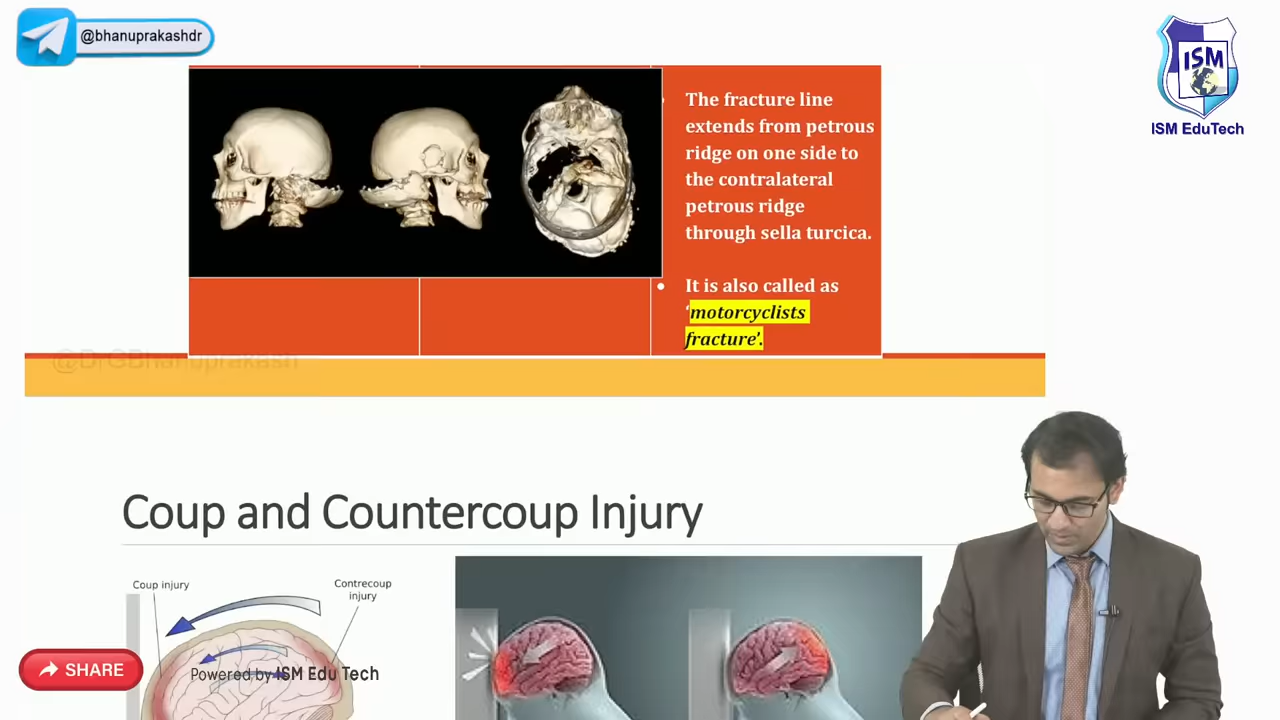 @bhanuprakashdr
ISM
ISM EduTech
The fracture line
extends from petrous
ridge on one side to
the contralateral
petrous ridge
through sella turcica.
It is also called as
‘motorcyclists
fracture’.
@DrGBhanuprakash
Coup and Countercoup Injury
Coup injury
Contrecoup
injury
SHARE
Powered by ISM Edu Tech